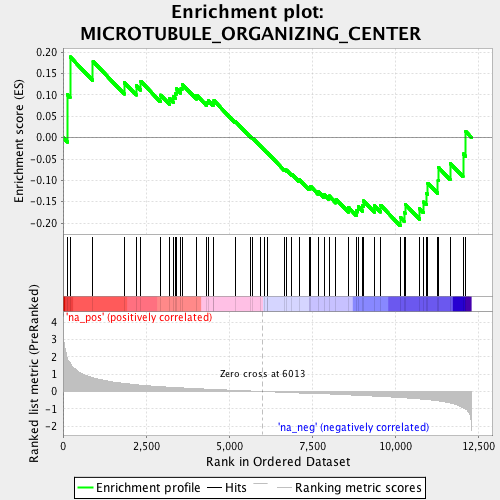 Enrichment plot:
MICROTUBULE_ORGANIZING_CENTER
Enrichment score (ES)
0.20
0.15
0.10
0.05
0.00
-0.05
-0.10
-0.15
-0.20
'na_pos' (positively correlated)
Ranked list metric (PreRanked)
4
3
2
1
0
-1
-2
Zero cross at 6013
'na_neg' (negatively correlated)
0
2,500
5,000
7,500
10,000
12,500
Rank in Ordered Dataset
Enrichment profile
Hits
Ranking metric scores